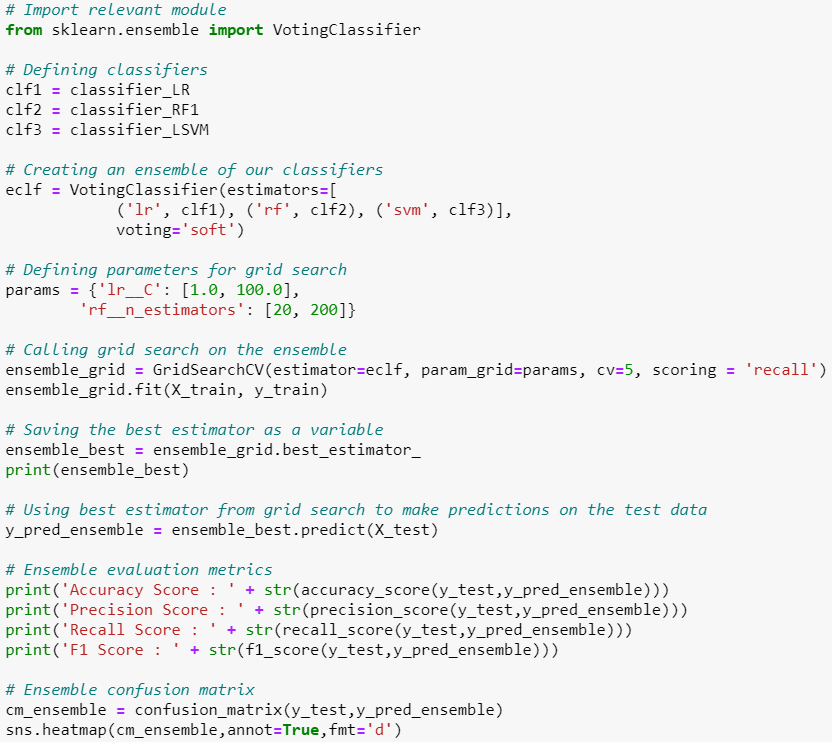 # Import relevant module
from sklearn.ensemble import VotingClassifier
# Defining classifiers
clf1 = classifier_LR
clf2 = classifier_RF1
clf3 = classifier_LSVM
# Creating an ensemble of our classifiers
eclf = VotingClassifier(estimators=[
            ('lr', clf1), ('rf', clf2), ('svm', clf3)],
            voting='soft')
# Defining parameters for grid search
params = {'lr__C': [1.0, 100.0],
        'rf__n_estimators': [20, 200]}
# Calling grid search on the ensemble
ensemble_grid = GridSearchCV(estimator=eclf, param_grid=params, cv=5, scoring = 'recall')
ensemble_grid.fit(X_train, y_train)
# Saving the best estimator as a variable
ensemble_best = ensemble_grid.best_estimator_
print(ensemble_best)
# Using best estimator from grid search to make predictions on the test data
y_pred_ensemble = ensemble_best.predict(X_test)
# Ensemble evaluation metrics
print('Accuracy Score : ' + str(accuracy_score(y_test,y_pred_ensemble)))
print('Precision Score : ' + str(precision_score(y_test,y_pred_ensemble)))
print('Recall Score : ' + str(recall_score(y_test,y_pred_ensemble)))
print('F1 Score : ' + str(f1_score(y_test,y_pred_ensemble)))
# Ensemble confusion matrix
cm_ensemble = confusion_matrix(y_test,y_pred_ensemble)
sns.heatmap(cm_ensemble,annot=True,fmt='d')